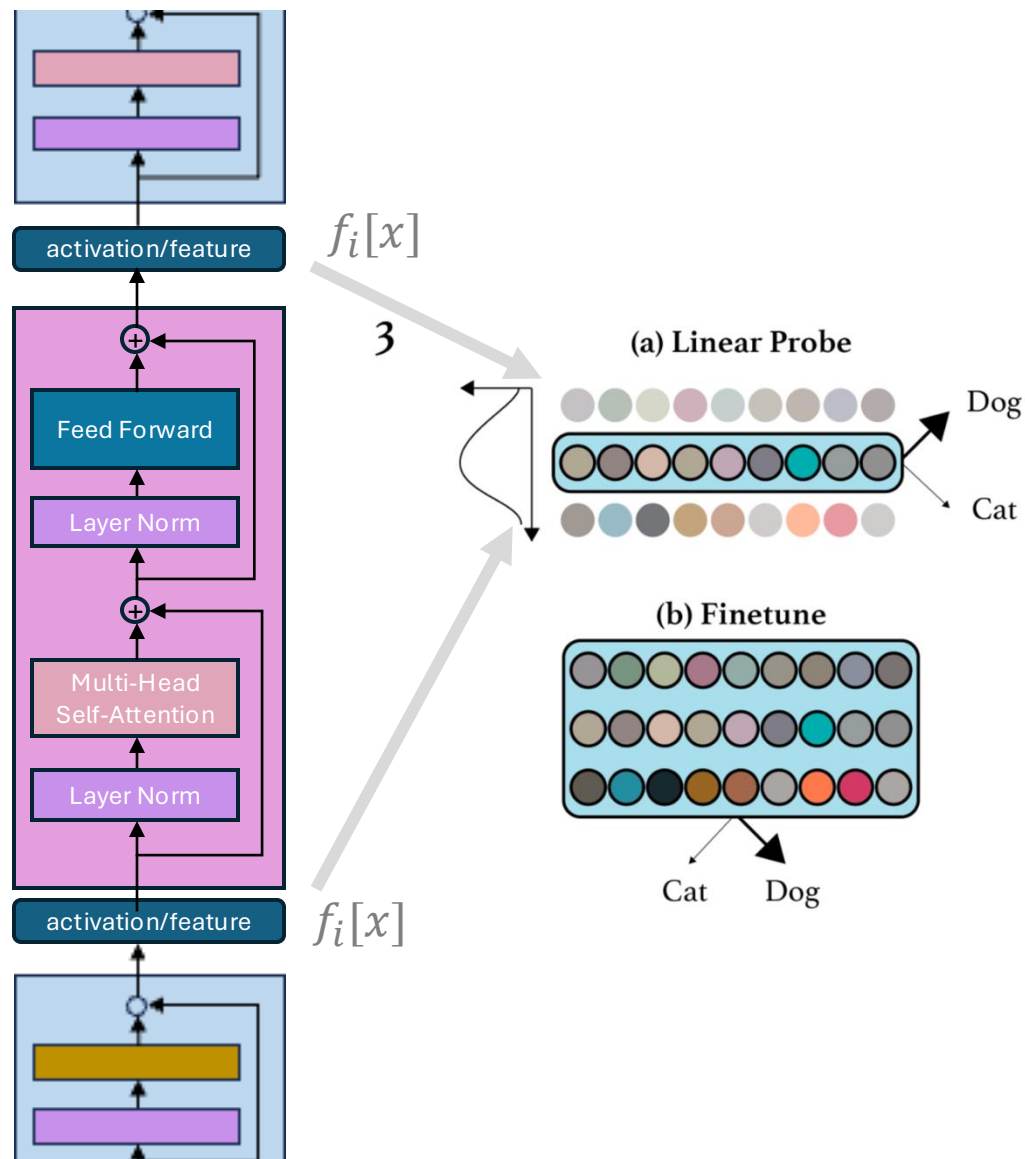 activation/feature
f_i[x]
+
Feed Forward
Layer Norm
+
Multi-Head
Self-Attention
Layer Norm
activation/feature
f_i[x]
3
(a) Linear Probe
Dog
Cat
(b) Finetune
Cat
Dog